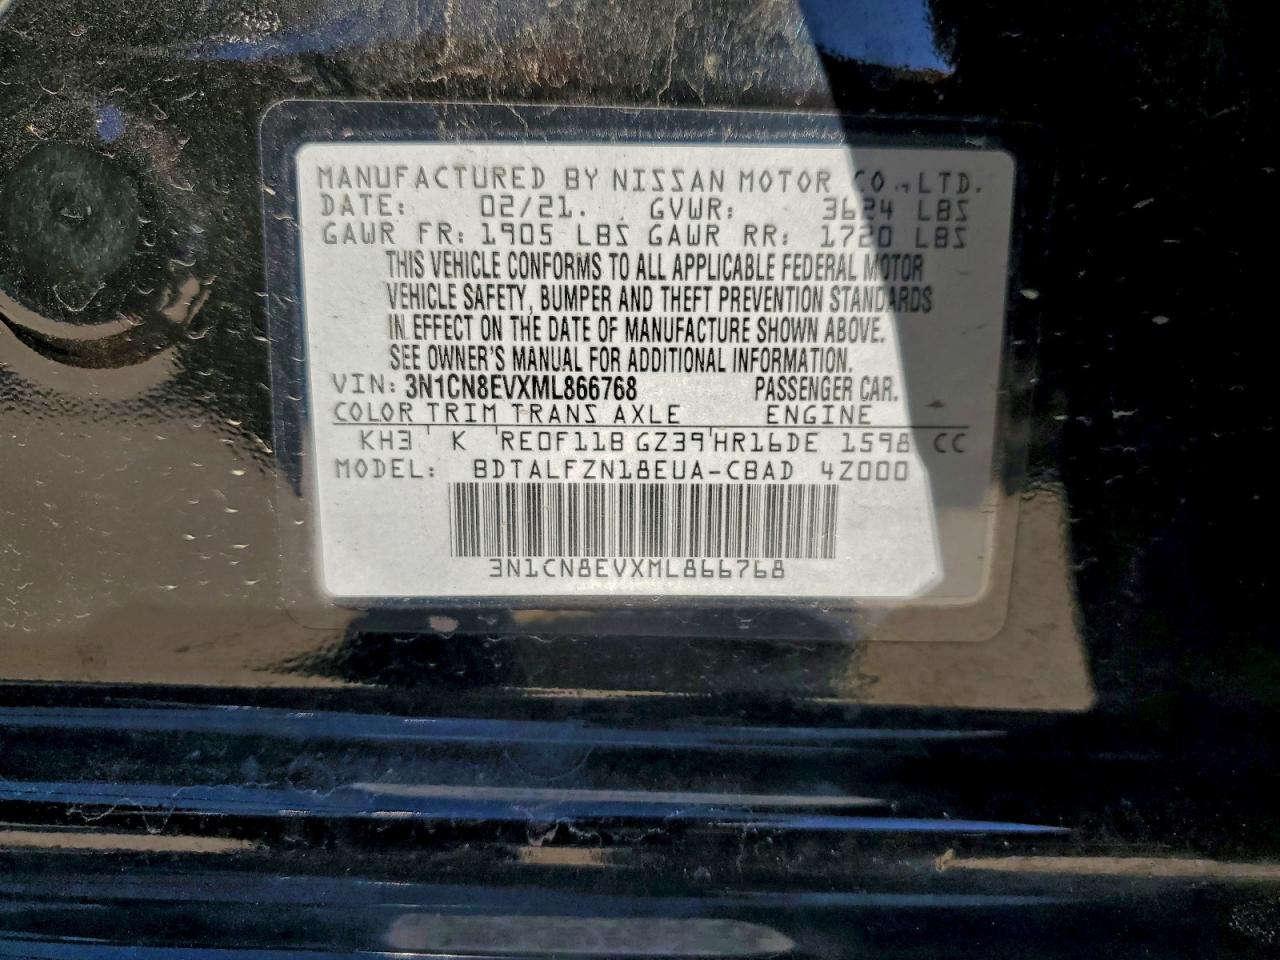 MANUFACTURED BY NISSAN MOTOR CO., LTD.
DATE: 02/21. GVWR: 3624 LBS
GAWR FR: 1905 LBS GAWR RR: 1720 LBS
THIS VEHICLE CONFORMS TO ALL APPLICABLE FEDERAL MOTOR
VEHICLE SAFETY, BUMPER AND THEFT PREVENTION STANDARDS
IN EFFECT ON THE DATE OF MANUFACTURE SHOWN ABOVE.
SEE OWNER'S MANUAL FOR ADDITIONAL INFORMATION.
VIN: 3N1CN8EVXML866768 PASSENGER CAR.
COLOR TRIM TRANS AXLE ENGINE
KH3 K RE0F11B GZ39 HR16DE 1598 CC
MODEL: BDTALFZN18EUA-CBAD 4Z000
3N1CN8EVXML866768